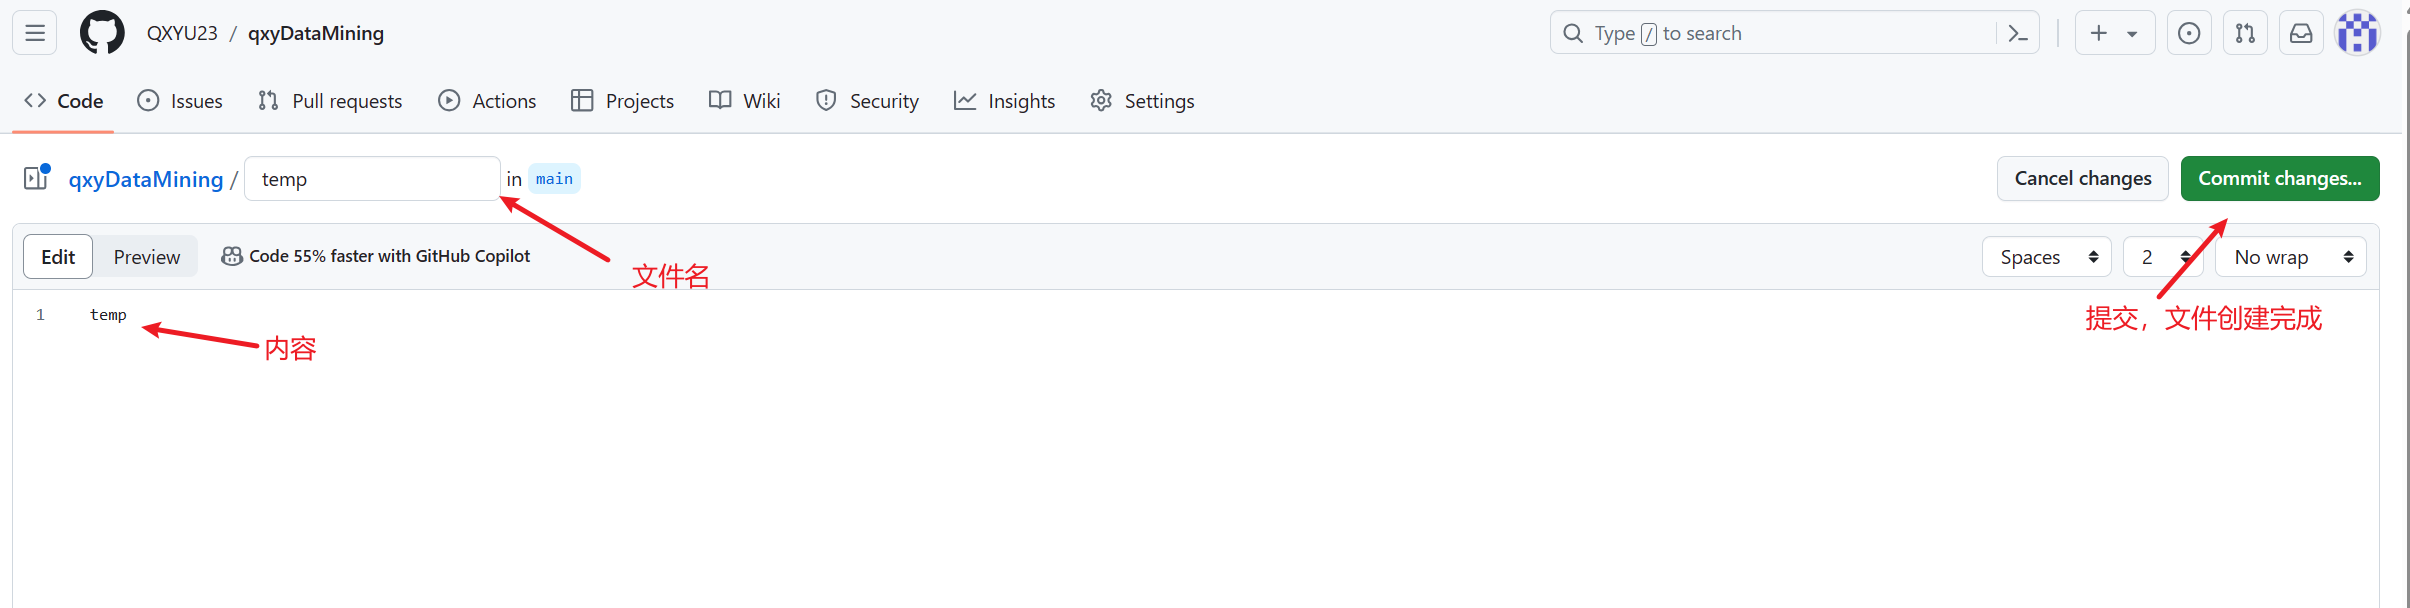 QXYU23 / qxyDataMining
Type / to search
Code Issues Pull requests Actions Projects Wiki Security Insights Settings
qxyDataMining / temp in main
Cancel changes Commit changes...
Edit Preview Code 55% faster with GitHub Copilot
Spaces 2 No wrap
文件名
1 temp
提交，文件创建完成
内容